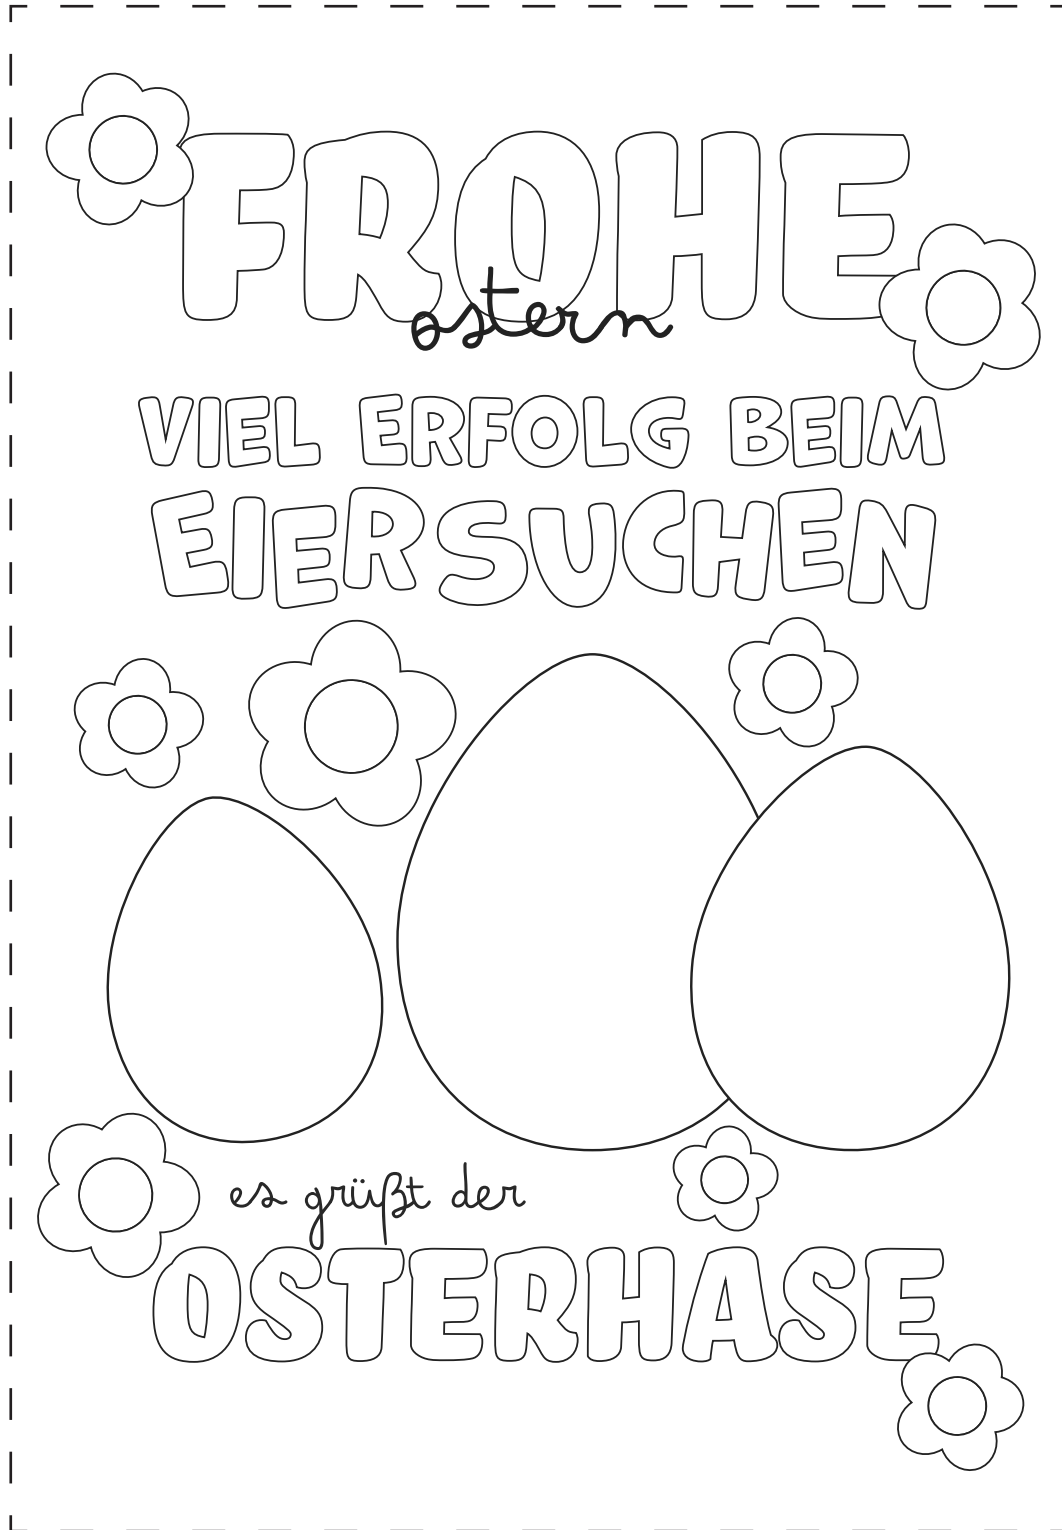 FROHE
ostern
VIEL ERFOLG BEIM
EIERSUCHEN
es grüßt der
OSTERHASE